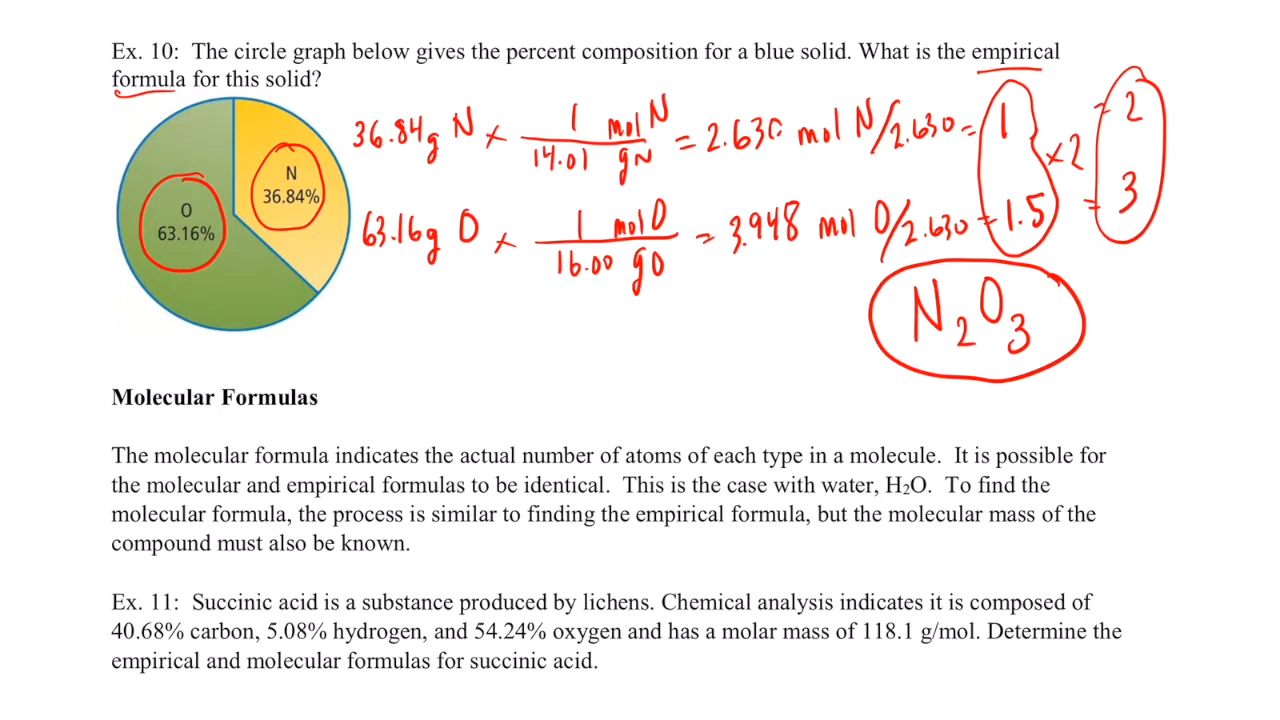 Ex. 10: The circle graph below gives the percent composition for a blue solid. What is the empirical
formula for this solid?
N
36.84%
O
63.16%
36.84g N × 1 mol N / 14.01 g N = 2.630 mol N/2.630 = 1 ×2 = 2
63.16g O × 1 mol O / 16.00 g O = 3.948 mol O/2.630 = 1.5 = 3
N₂O₃
Molecular Formulas
The molecular formula indicates the actual number of atoms of each type in a molecule. It is possible for
the molecular and empirical formulas to be identical. This is the case with water, H₂O. To find the
molecular formula, the process is similar to finding the empirical formula, but the molecular mass of the
compound must also be known.
Ex. 11: Succinic acid is a substance produced by lichens. Chemical analysis indicates it is composed of
40.68% carbon, 5.08% hydrogen, and 54.24% oxygen and has a molar mass of 118.1 g/mol. Determine the
empirical and molecular formulas for succinic acid.